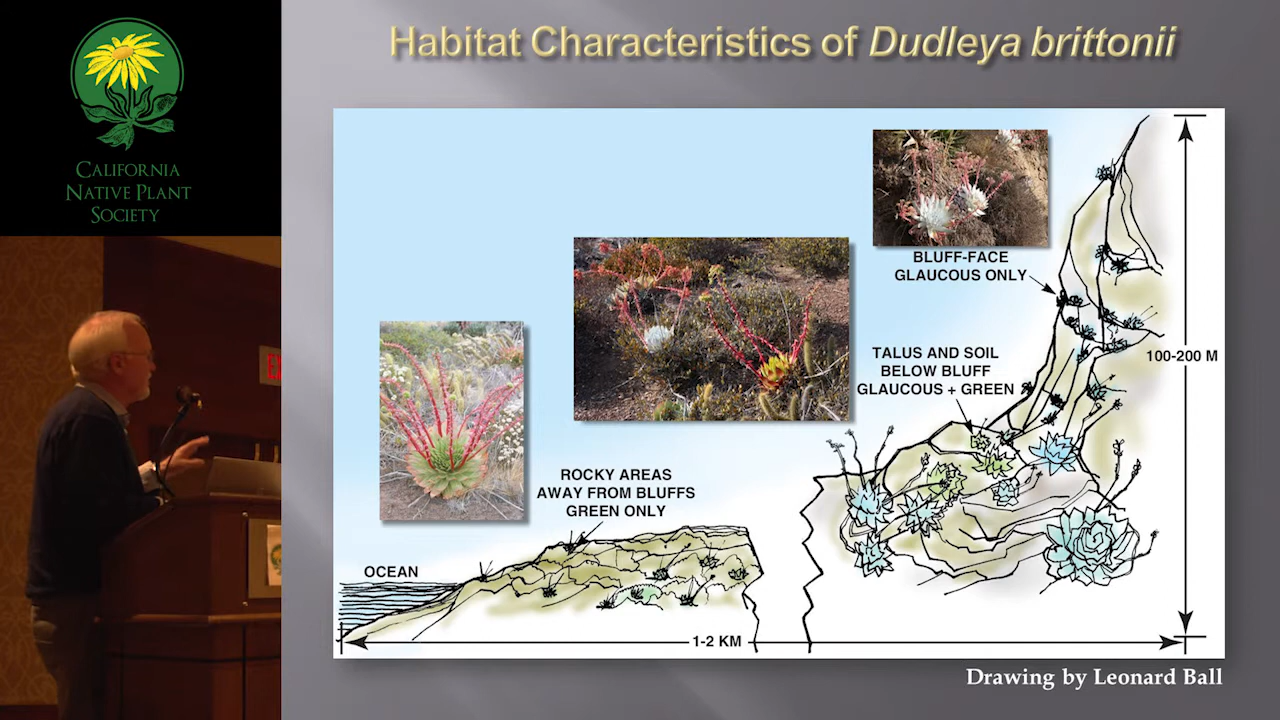 CALIFORNIA
NATIVE PLANT
SOCIETY
Habitat Characteristics of Dudleya brittonii
BLUFF-FACE
GLAUCOUS ONLY
TALUS AND SOIL
BELOW BLUFF
GLAUCOUS + GREEN
100-200 M
ROCKY AREAS
AWAY FROM BLUFFS
GREEN ONLY
OCEAN
1-2 KM
Drawing by Leonard Ball